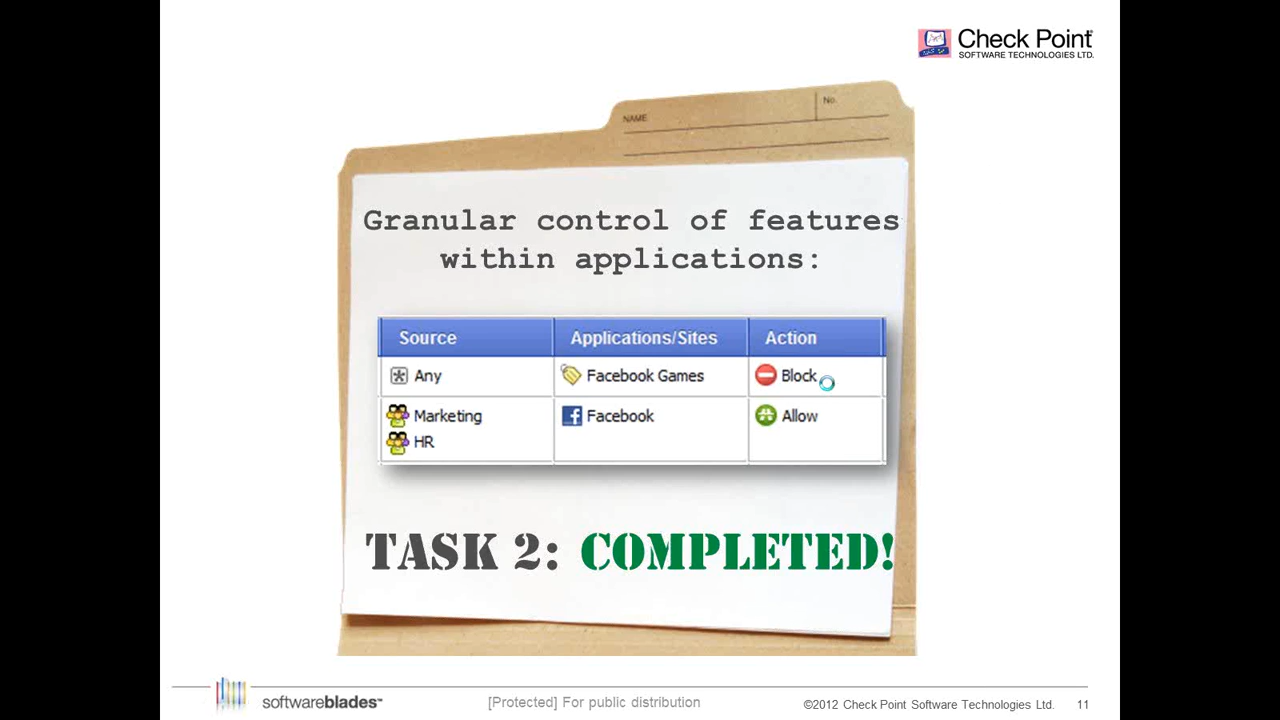 Check Point
SOFTWARE TECHNOLOGIES LTD.
NAME
No.
Granular control of features
within applications:
Source Applications/Sites Action
Any Facebook Games Block
Marketing Facebook Allow
HR
TASK 2: COMPLETED!
softwareblades™ [Protected] For public distribution ©2012 Check Point Software Technologies Ltd. 11